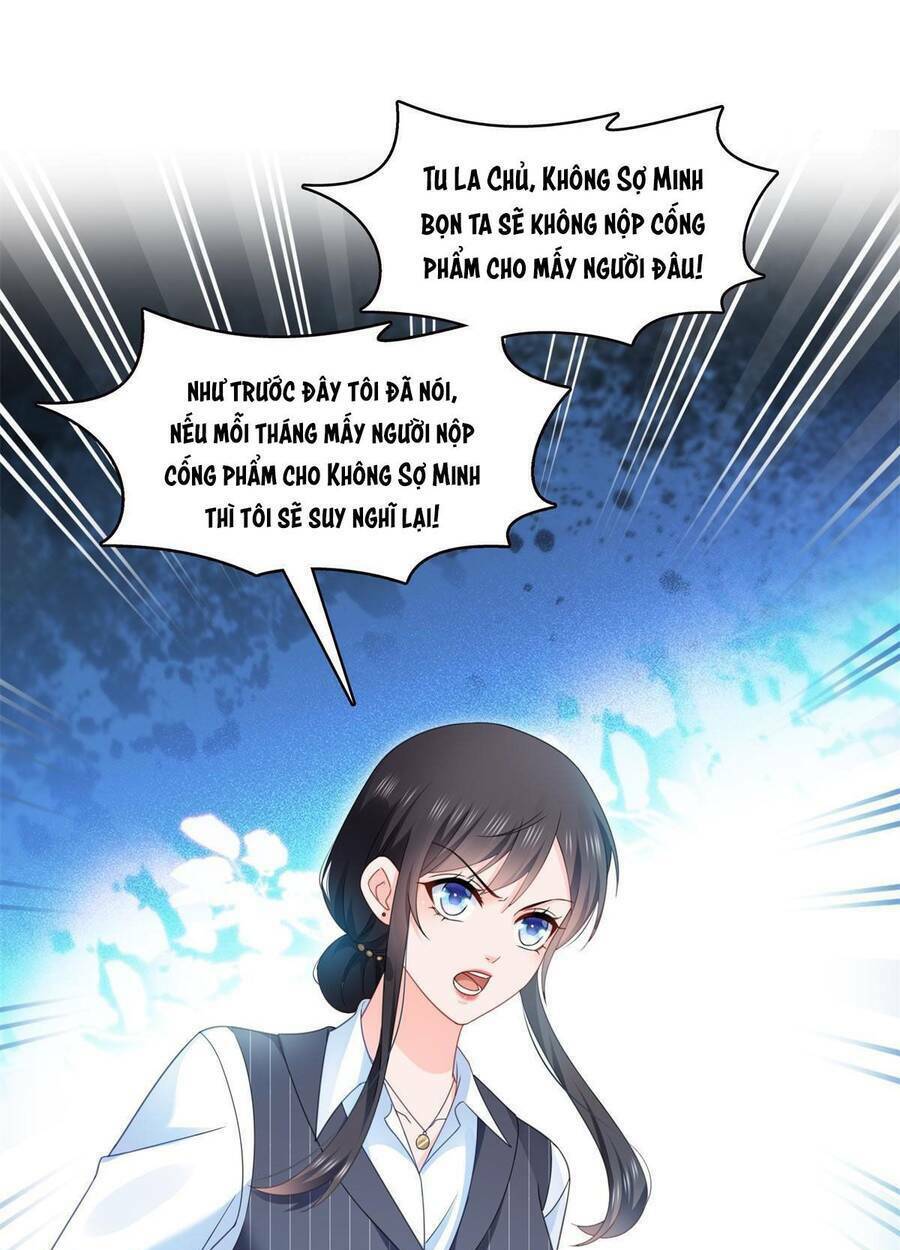 Tu La Chủ, Không Sợ Minh
bọn ta sẽ không nộp cống
phẩm cho mấy người đâu!
Như trước đây tôi đã nói,
nếu mỗi tháng mấy người nộp
cống phẩm cho Không Sợ Minh
thì tôi sẽ suy nghĩ lại!